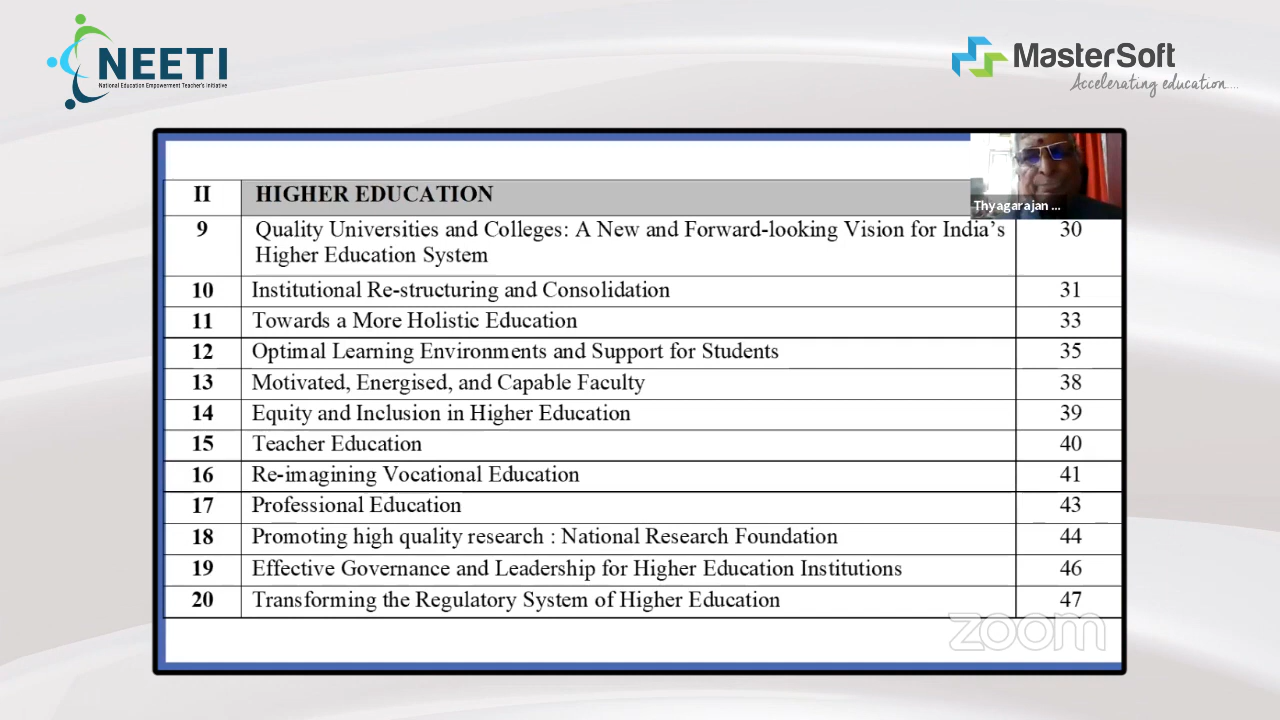 NEETI
National Education Empowerment Teacher's Initiative
MasterSoft
Accelerating education....
Thyagarajan ...
II HIGHER EDUCATION
9 Quality Universities and Colleges: A New and Forward-looking Vision for India's 30
Higher Education System
10 Institutional Re-structuring and Consolidation 31
11 Towards a More Holistic Education 33
12 Optimal Learning Environments and Support for Students 35
13 Motivated, Energised, and Capable Faculty 38
14 Equity and Inclusion in Higher Education 39
15 Teacher Education 40
16 Re-imagining Vocational Education 41
17 Professional Education 43
18 Promoting high quality research : National Research Foundation 44
19 Effective Governance and Leadership for Higher Education Institutions 46
20 Transforming the Regulatory System of Higher Education 47
zoom